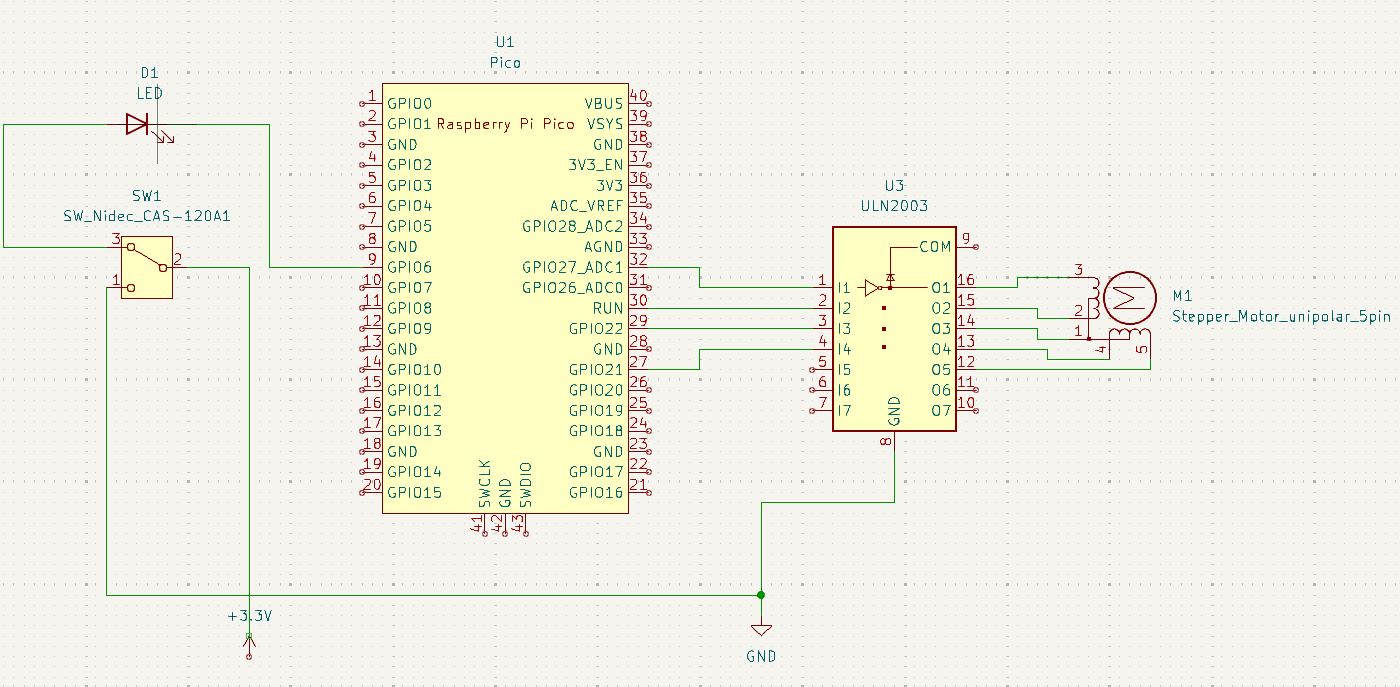 U1
Pico
D1
LED
1 GPIO0 VBUS 40
2 GPIO1 Raspberry Pi Pico VSYS 39
3 GND GND 38
4 GPIO2 3V3_EN 37
5 GPIO3 3V3 36
6 GPIO4 ADC_VREF 35
7 GPIO5 GPIO28_ADC2 34
8 GND AGND 33
9 GPIO6 GPIO27_ADC1 32
10 GPIO7 GPIO26_ADC0 31
11 GPIO8 RUN 30
12 GPIO9 GPIO22 29
13 GND GND 28
14 GPIO10 GPIO21 27
15 GPIO11 GPIO20 26
16 GPIO12 GPIO19 25
17 GPIO13 GPIO18 24
18 GND GND 23
19 GPIO14 GPIO17 22
20 GPIO15 GPIO16 21
SWCLK GND SWDIO
41 42 43
SW1
SW_Nidec_CAS-120A1
3
2
1
U3
ULN2003
COM 9
1 I1 O1 16
2 I2 O2 15
3 I3 O3 14
4 I4 O4 13
5 I5 O5 12
6 I6 O6 11
7 I7 O7 10
GND
8
3
2
1
4
5
M1
Stepper_Motor_unipolar_5pin
+3.3V
GND